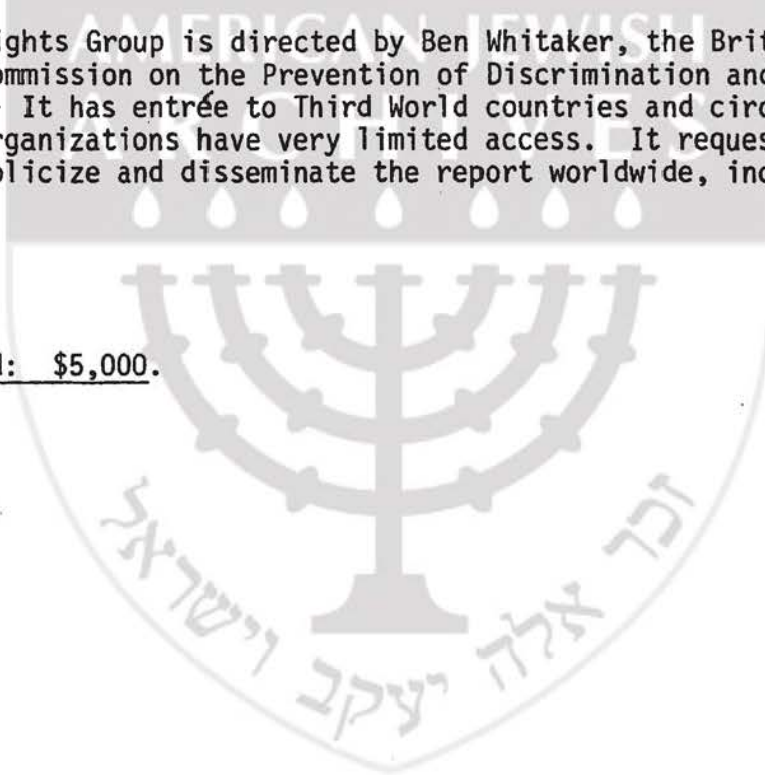 AMERICAN JEWISH
ARCHIVES
ights Group is directed by Ben Whitaker, the Brit
ommission on the Prevention of Discrimination and
It has entrée to Third World countries and circ
rganizations have very limited access. It reques
licize and disseminate the report worldwide, inc
: $5,000.
זכר אלה יעקב וישראל